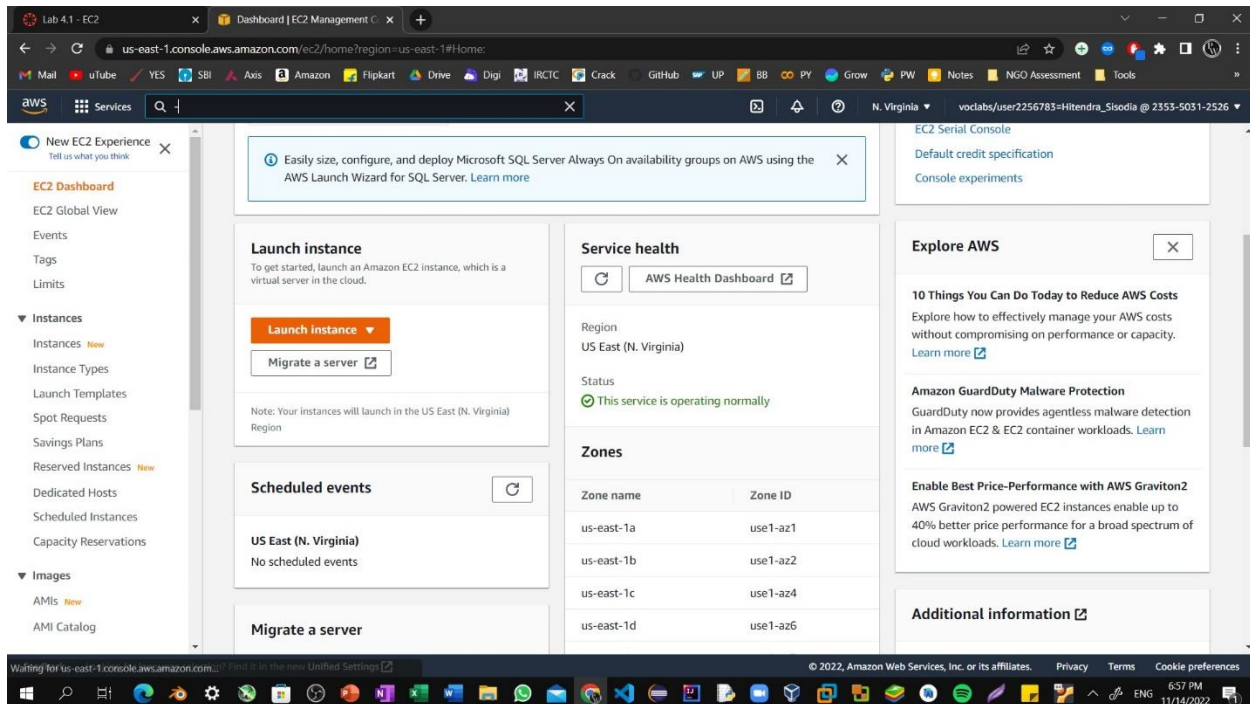 Lab 4.1 - EC2
Dashboard | EC2 Management C
us-east-1.console.aws.amazon.com/ec2/home?region=us-east-1#Home:
Mail
uTube
YES
SBI
Axis
Amazon
Flipkart
Drive
Digi
IRCTC
Crack
GitHub
UP
BB
PY
Grow
PW
Notes
NGO Assessment
Tools
»
aws
Services
N. Virginia
voclabs/user2256783=Hitendra_Sisodia @ 2353-5031-2526
New EC2 Experience
Tell us what you think
EC2 Dashboard
EC2 Global View
Events
Tags
Limits
Instances
Instances New
Instance Types
Launch Templates
Spot Requests
Savings Plans
Reserved Instances New
Dedicated Hosts
Scheduled Instances
Capacity Reservations
Images
AMIs New
AMI Catalog
Easily size, configure, and deploy Microsoft SQL Server Always On availability groups on AWS using the
AWS Launch Wizard for SQL Server. Learn more
Launch instance
To get started, launch an Amazon EC2 instance, which is a
virtual server in the cloud.
Launch instance
Migrate a server
Note: Your instances will launch in the US East (N. Virginia)
Region
Scheduled events
US East (N. Virginia)
No scheduled events
Migrate a server
Service health
AWS Health Dashboard
Region
US East (N. Virginia)
Status
This service is operating normally
Zones
Zone name Zone ID
us-east-1a use1-az1
us-east-1b use1-az2
us-east-1c use1-az4
us-east-1d use1-az6
EC2 Serial Console
Default credit specification
Console experiments
Explore AWS
10 Things You Can Do Today to Reduce AWS Costs
Explore how to effectively manage your AWS costs
without compromising on performance or capacity.
Learn more
Amazon GuardDuty Malware Protection
GuardDuty now provides agentless malware detection
in Amazon EC2 & EC2 container workloads. Learn
more
Enable Best Price-Performance with AWS Graviton2
AWS Graviton2 powered EC2 instances enable up to
40% better price performance for a broad spectrum of
cloud workloads. Learn more
Additional information
Waiting for us-east-1.console.aws.amazon.com...
? Find it in the new Unified Settings
© 2022, Amazon Web Services, Inc. or its affiliates. Privacy Terms Cookie preferences
ENG
6:57 PM
11/14/2022